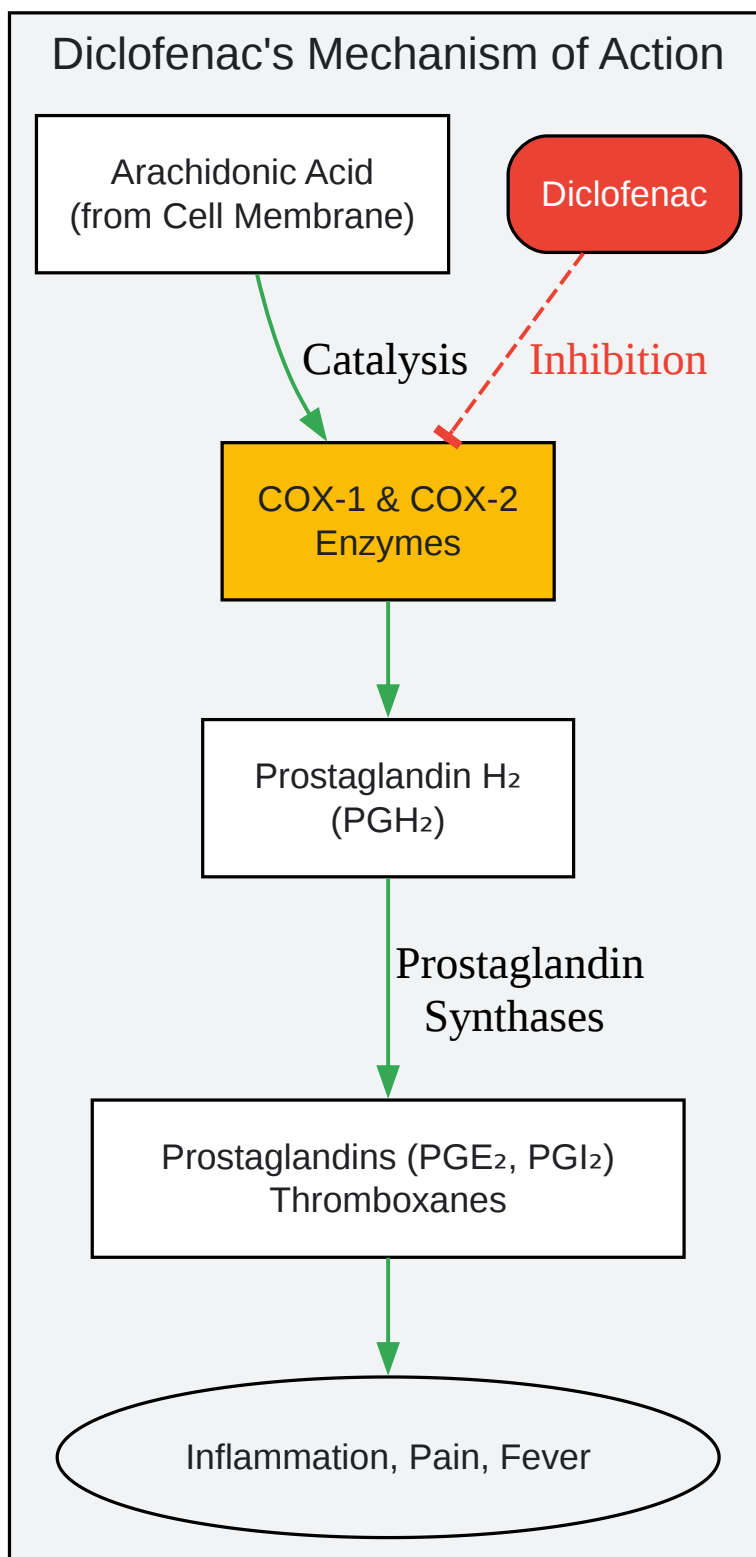 Diclofenac's Mechanism of Action
Arachidonic Acid
(from Cell Membrane)
Diclofenac
Catalysis
Inhibition
COX-1 & COX-2
Enzymes
Prostaglandin H₂
(PGH₂)
Prostaglandin
Synthases
Prostaglandins (PGE₂, PGI₂)
Thromboxanes
Inflammation, Pain, Fever